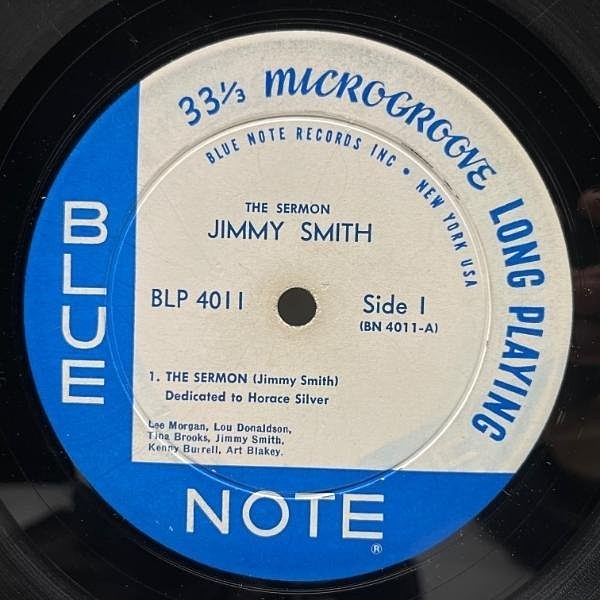 33⅓ MICROGROOVE LONG PLAYING
BLUE NOTE RECORDS INC • NEW YORK USA
THE SERMON
JIMMY SMITH
BLP 4011
Side 1
(BN 4011-A)
1. THE SERMON (Jimmy Smith)
Dedicated to Horace Silver
Lee Morgan, Lou Donaldson,
Tina Brooks, Jimmy Smith,
Kenny Burrell, Art Blakey.
BLUE
NOTE
®